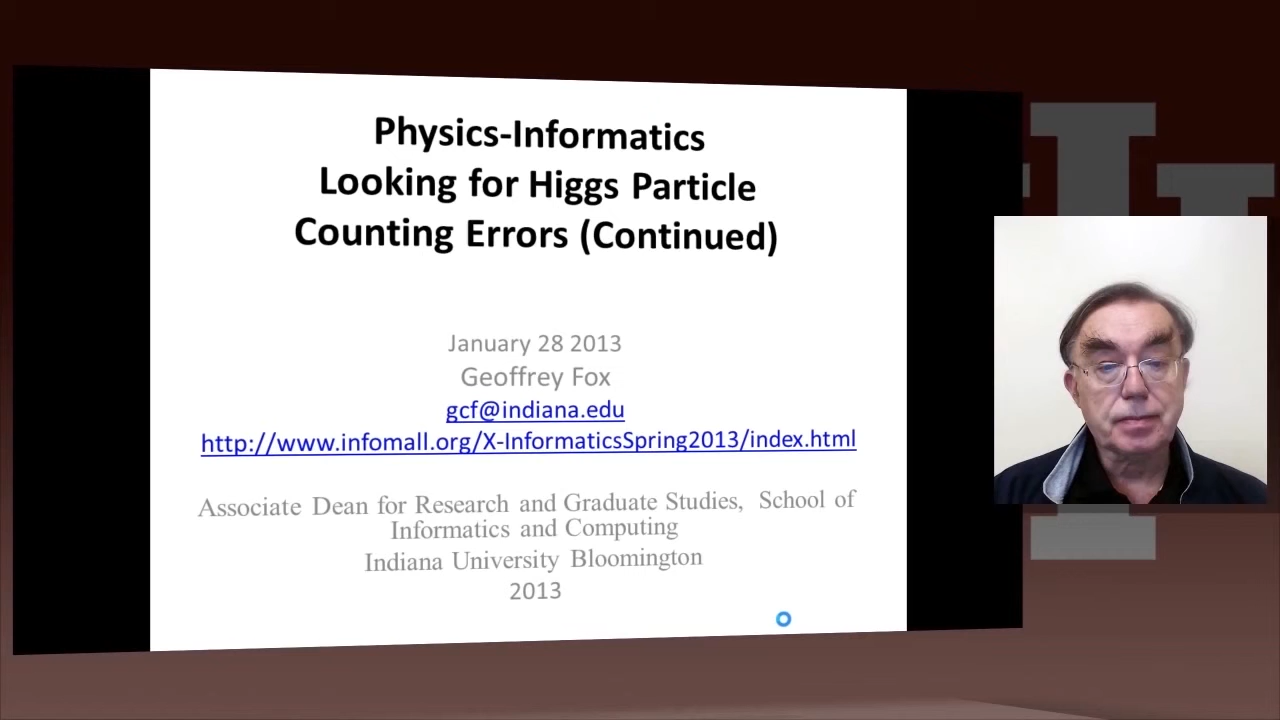 Physics-Informatics
Looking for Higgs Particle
Counting Errors (Continued)
January 28 2013
Geoffrey Fox
gcf@indiana.edu
http://www.infomall.org/X-InformaticsSpring2013/index.html
Associate Dean for Research and Graduate Studies, School of
Informatics and Computing
Indiana University Bloomington
2013